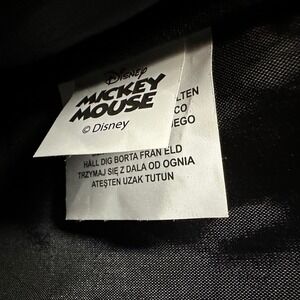 Disney
MICKEY
MOUSE
© Disney
LTEN
CO
EGO
HÅLL DIG BORTA FRÅN ELD
TRZYMAJ SIĘ Z DALA OD OGNIA
ATEŞTEN UZAK TUTUN